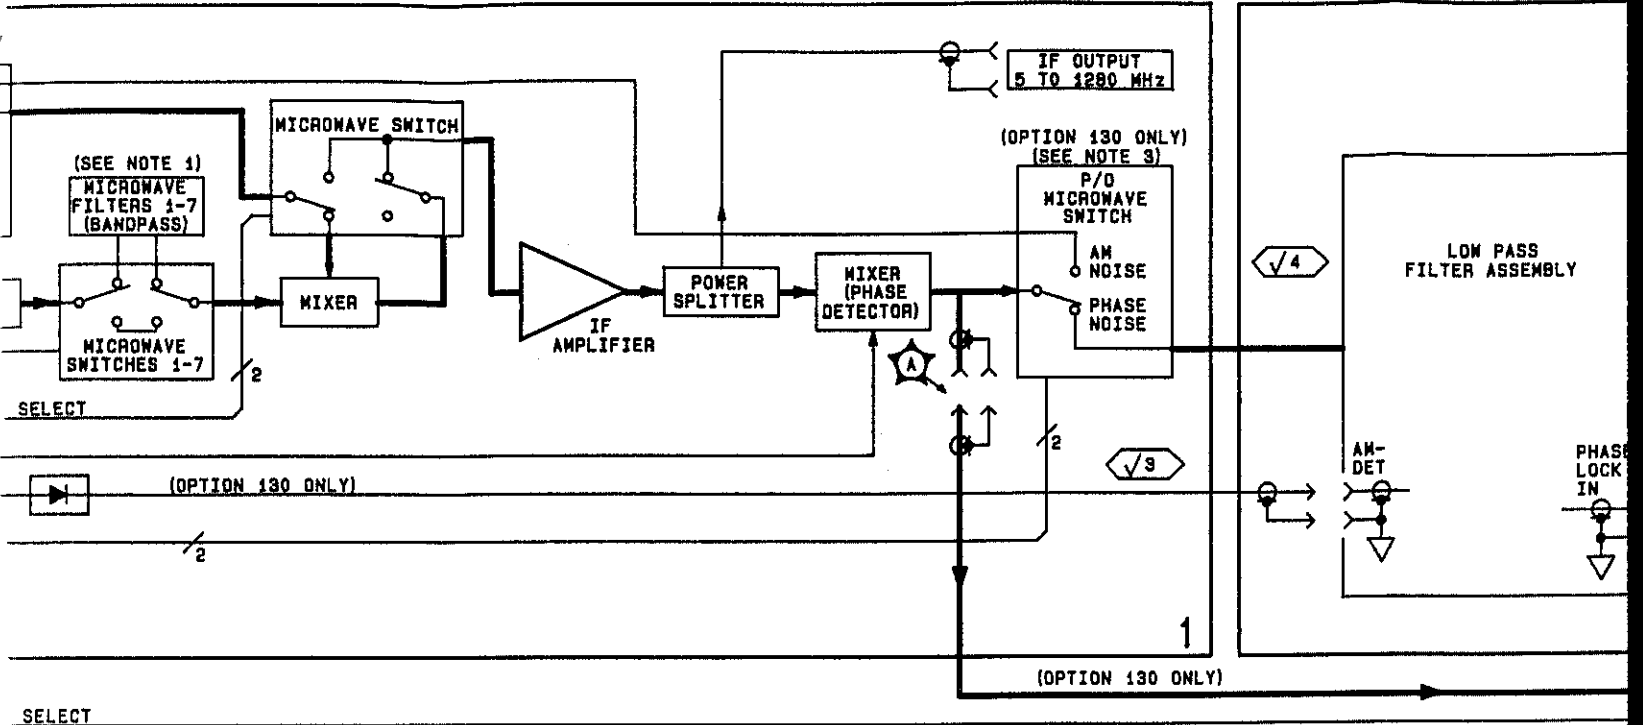 IF OUTPUT
5 TO 1280 MHz
MICROWAVE SWITCH
(OPTION 130 ONLY)
(SEE NOTE 3)
(SEE NOTE 1)
MICROWAVE
FILTERS 1-7
(BANDPASS)
P/O
MICROWAVE
SWITCH
AM
NOISE
PHASE
NOISE
√4
LOW PASS
FILTER ASSEMBLY
MIXER
POWER
SPLITTER
MIXER
(PHASE
DETECTOR)
IF
AMPLIFIER
MICROWAVE
SWITCHES 1-7
2
A
SELECT
2
√3
AM-
DET
PHASE
LOCK
IN
(OPTION 130 ONLY)
2
1
(OPTION 130 ONLY)
SELECT